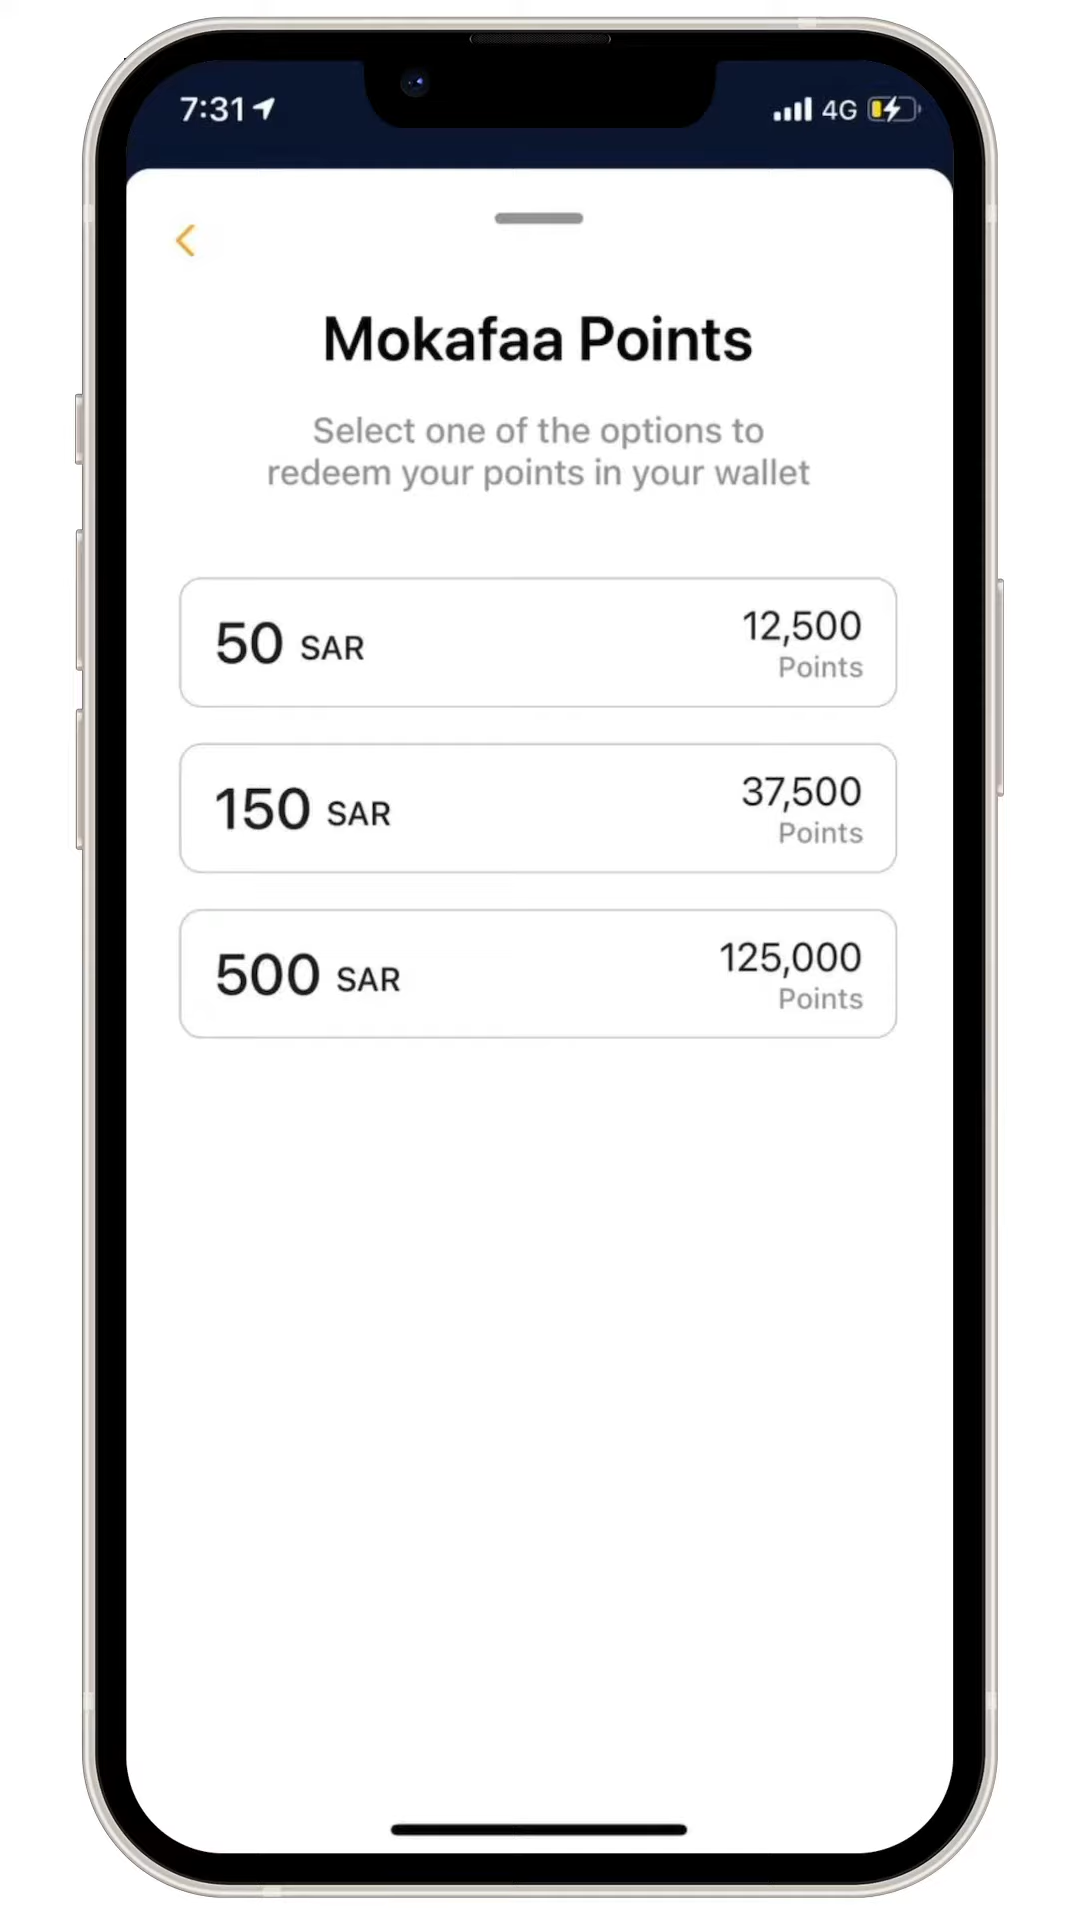 7:31
4G
Mokafaa Points
Select one of the options to
redeem your points in your wallet
50 SAR
12,500
Points
150 SAR
37,500
Points
500 SAR
125,000
Points